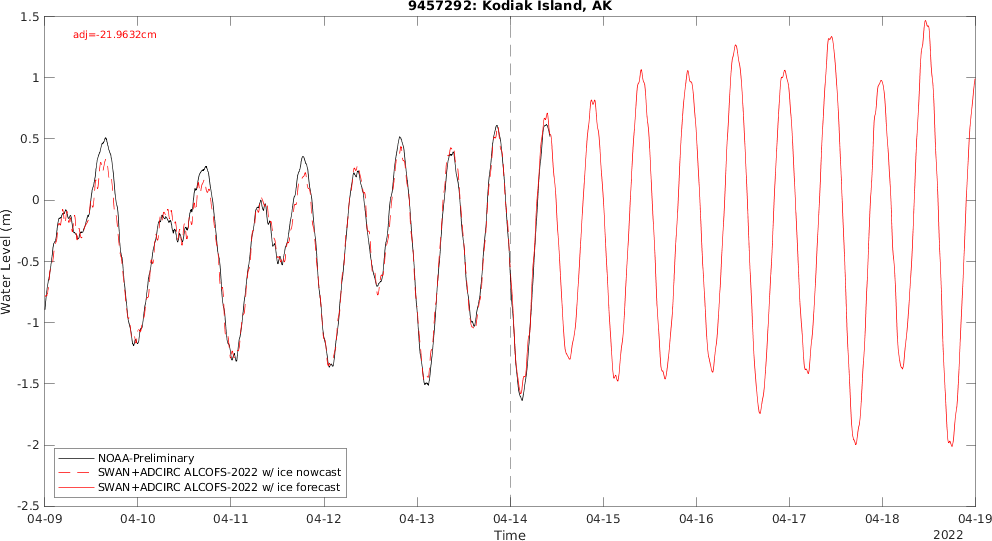 9457292: Kodiak Island, AK
adj=-21.9632cm
1.5
1
0.5
0
-0.5
-1
-1.5
-2
-2.5
Water Level (m)
NOAA-Preliminary
SWAN+ADCIRC ALCOFS-2022 w/ ice nowcast
SWAN+ADCIRC ALCOFS-2022 w/ ice forecast
04-09 04-10 04-11 04-12 04-13 04-14 04-15 04-16 04-17 04-18 04-19
Time
2022